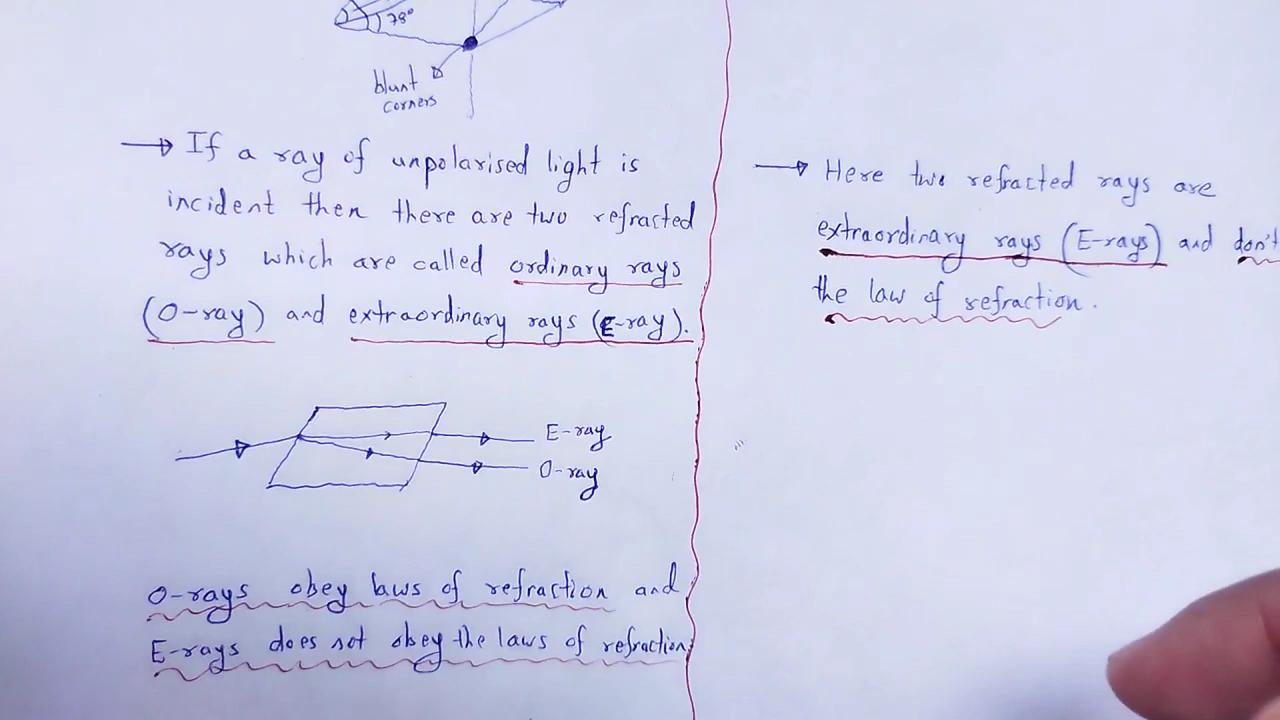 78°
blunt
corners
→ If a ray of unpolarised light is
incident then there are two refracted
rays which are called ordinary rays
(O-ray) and extraordinary rays (E-ray).
E-ray
O-ray
O-rays obey laws of refraction and
E-rays does not obey the laws of refraction
→ Here two refracted rays are
extraordinary rays (E-rays) and don't
the law of refraction.